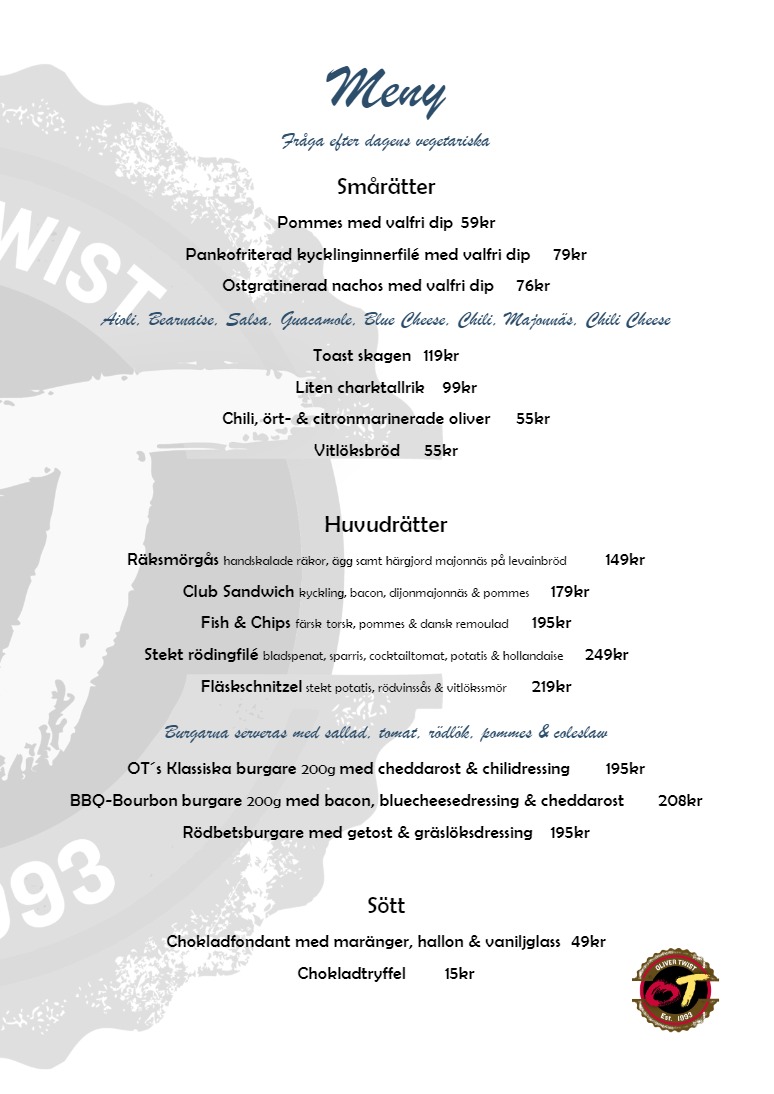 Meny
Fråga efter dagens vegetariska
Smårätter
Pommes med valfri dip 59kr
Pankofriterad kycklinginnerfilé med valfri dip 79kr
Ostgratinerad nachos med valfri dip 76kr
Aioli, Bearnaise, Salsa, Guacamole, Blue Cheese, Chili, Majonnäs, Chili Cheese
Toast skagen 119kr
Liten charktallrik 99kr
Chili, ört- & citronmarinerade oliver 55kr
Vitlöksbröd 55kr
Huvudrätter
Räksmörgås handskalade räkor, ägg samt härgjord majonnäs på levainbröd 149kr
Club Sandwich kyckling, bacon, dijonmajonnäs & pommes 179kr
Fish & Chips färsk torsk, pommes & dansk remoulad 195kr
Stekt rödingfilé bladspenat, sparris, cocktailtomat, potatis & hollandaise 249kr
Fläskschnitzel stekt potatis, rödvinssås & vitlökssmör 219kr
Burgarna serveras med sallad, tomat, rödlök, pommes & coleslaw
OT´s Klassiska burgare 200g med cheddarost & chilidressing 195kr
BBQ-Bourbon burgare 200g med bacon, bluecheesedressing & cheddarost 208kr
Rödbetsburgare med getost & gräslöksdressing 195kr
Sött
Chokladfondant med maränger, hallon & vaniljglass 49kr
Chokladtryffel 15kr
OLIVER TWIST
OT
Est. 1993
WIST
T
993